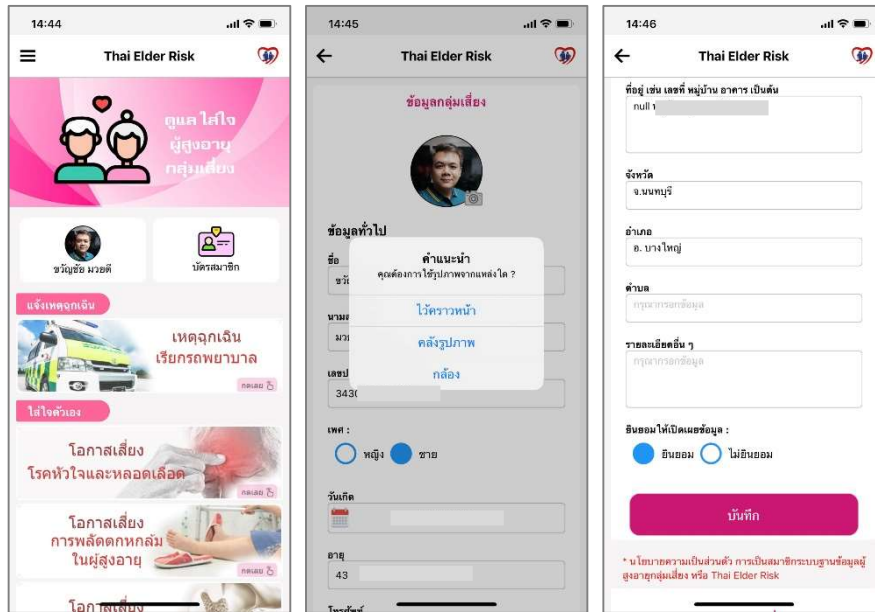 14:44
Thai Elder Risk
ดูแล ใส่ใจ
ผู้สูงอายุ
กลุ่มเสี่ยง
ขวัญชัย มวยดี
บัตรสมาชิก
แจ้งเหตุฉุกเฉิน
เหตุฉุกเฉิน
เรียกรถพยาบาล
กดเลย
ใส่ใจตัวเอง
โอกาสเสี่ยง
โรคหัวใจและหลอดเลือด
กดเลย
โอกาสเสี่ยง
การพลัดตกหกล้ม
ในผู้สูงอายุ
กดเลย
โอกาสเสี่ยง
14:45
Thai Elder Risk
ข้อมูลกลุ่มเสี่ยง
ข้อมูลทั่วไป
ชื่อ
คำแนะนำ
คุณต้องการใช้รูปภาพจากแหล่งใด ?
ไว้คราวหน้า
คลังรูปภาพ
กล้อง
3430
เพศ :
หญิง ชาย
วันเกิด
อายุ
43
โทรศัพท์
14:46
Thai Elder Risk
ที่อยู่ เช่น เลขที่ หมู่บ้าน อาคาร เป็นต้น
null
จังหวัด
จ.นนทบุรี
อำเภอ
อ. บางใหญ่
ตำบล
กรุณากรอกข้อมูล
รายละเอียดอื่น ๆ
กรุณากรอกข้อมูล
ยินยอมให้เปิดเผยข้อมูล :
ยินยอม ไม่ยินยอม
บันทึก
* นโยบายความเป็นส่วนตัว การเป็นสมาชิกระบบฐานข้อมูลผู้
สูงอายุกลุ่มเสี่ยง หรือ Thai Elder Risk